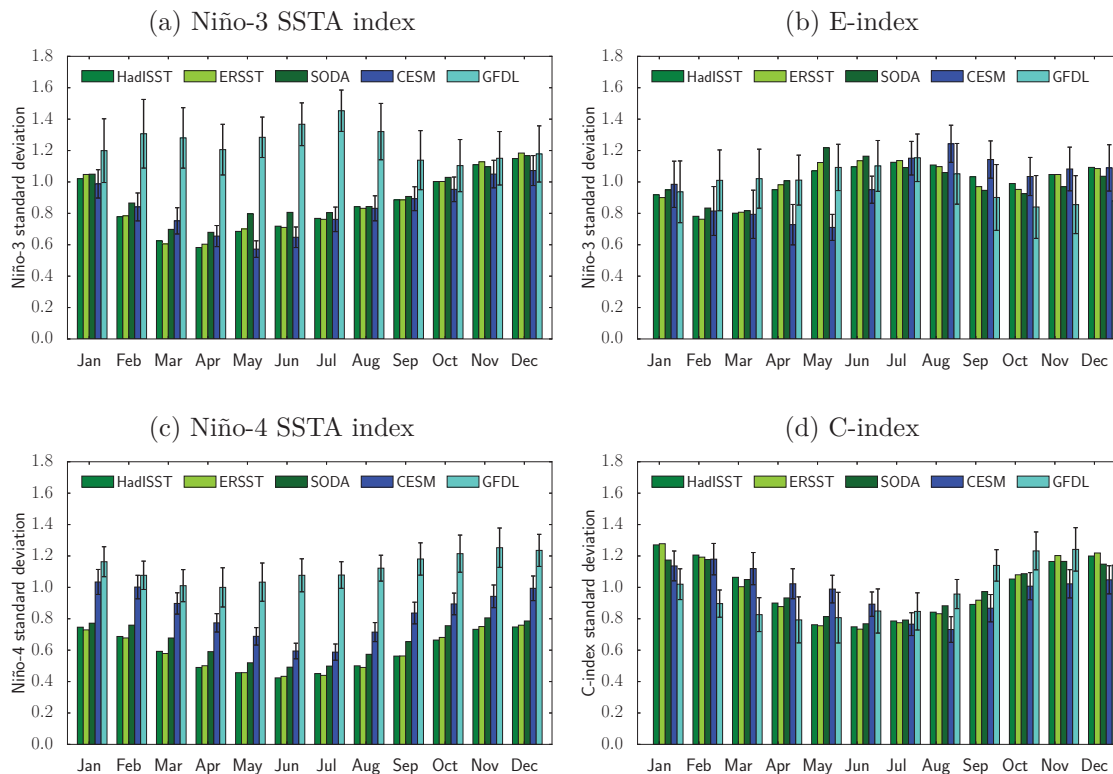 (a) Niño-3 SSTA index
1.8
1.6
1.4
1.2
1.0
0.8
0.6
0.4
0.2
0.0
Niño-3 standard deviation
HadISST ERSST SODA CESM GFDL
Jan Feb Mar Apr May Jun Jul Aug Sep Oct Nov Dec
(b) E-index
1.8
1.6
1.4
1.2
1.0
0.8
0.6
0.4
0.2
0.0
Niño-3 standard deviation
HadISST ERSST SODA CESM GFDL
Jan Feb Mar Apr May Jun Jul Aug Sep Oct Nov Dec
(c) Niño-4 SSTA index
1.8
1.6
1.4
1.2
1.0
0.8
0.6
0.4
0.2
0.0
Niño-4 standard deviation
HadISST ERSST SODA CESM GFDL
Jan Feb Mar Apr May Jun Jul Aug Sep Oct Nov Dec
(d) C-index
1.8
1.6
1.4
1.2
1.0
0.8
0.6
0.4
0.2
0.0
C-index standard deviation
HadISST ERSST SODA CESM GFDL
Jan Feb Mar Apr May Jun Jul Aug Sep Oct Nov Dec